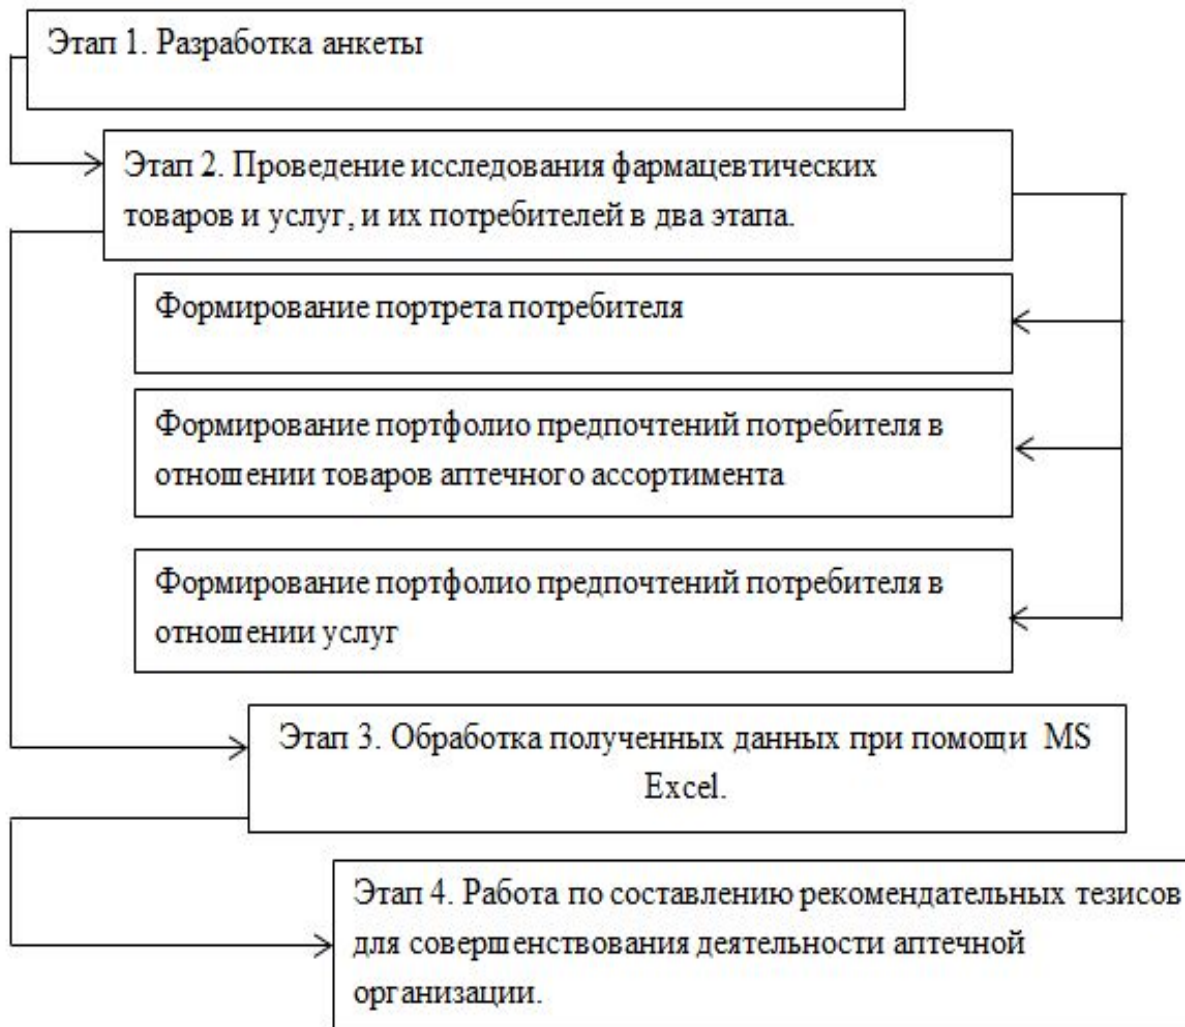 Этап 1. Разработка анкеты
Этап 2. Проведение исследования фармацевтических
товаров и услуг, и их потребителей в два этапа.
Формирование портрета потребителя
Формирование портфолио предпочтений потребителя в
отношении товаров аптечного ассортимента
Формирование портфолио предпочтений потребителя в
отношении услуг
Этап 3. Обработка полученных данных при помощи MS
Excel.
Этап 4. Работа по составлению рекомендательных тезисов
для совершенствования деятельности аптечной
организации.